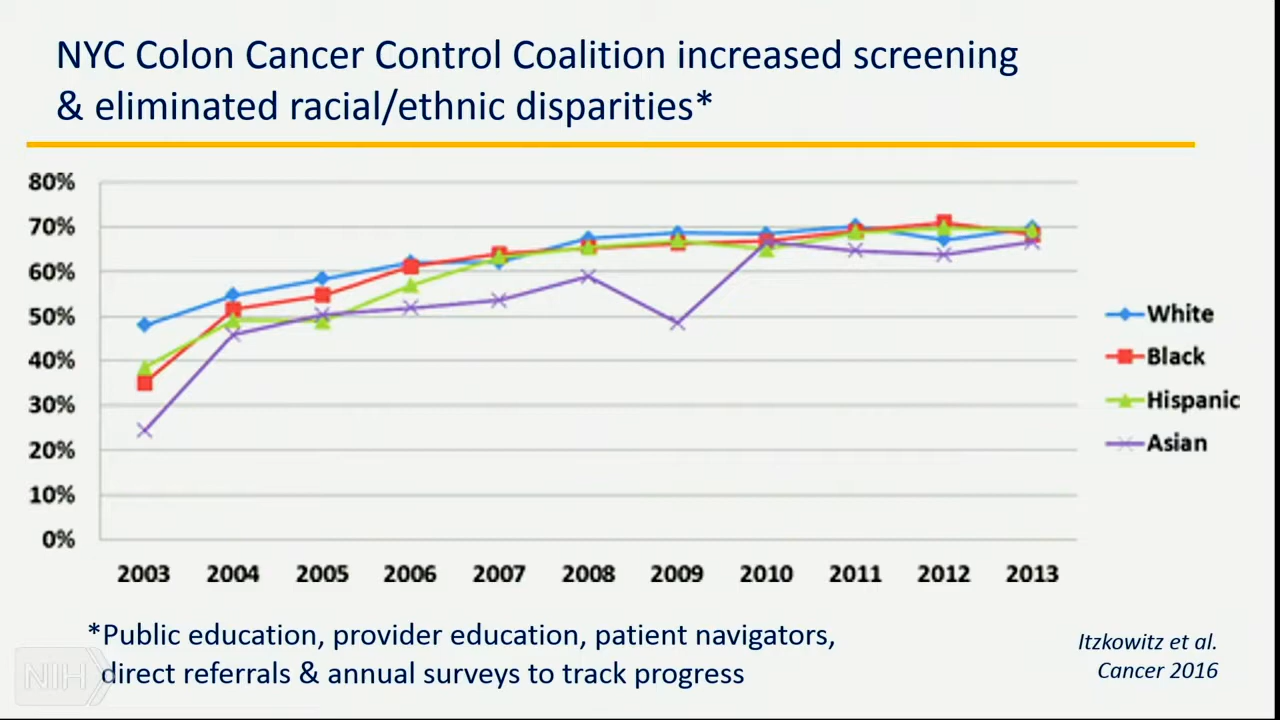 NYC Colon Cancer Control Coalition increased screening
& eliminated racial/ethnic disparities*
80%
70%
60%
50%
40%
30%
20%
10%
0%
2003 2004 2005 2006 2007 2008 2009 2010 2011 2012 2013
White
Black
Hispanic
Asian
*Public education, provider education, patient navigators,
direct referrals & annual surveys to track progress
Itzkowitz et al.
Cancer 2016
NIH